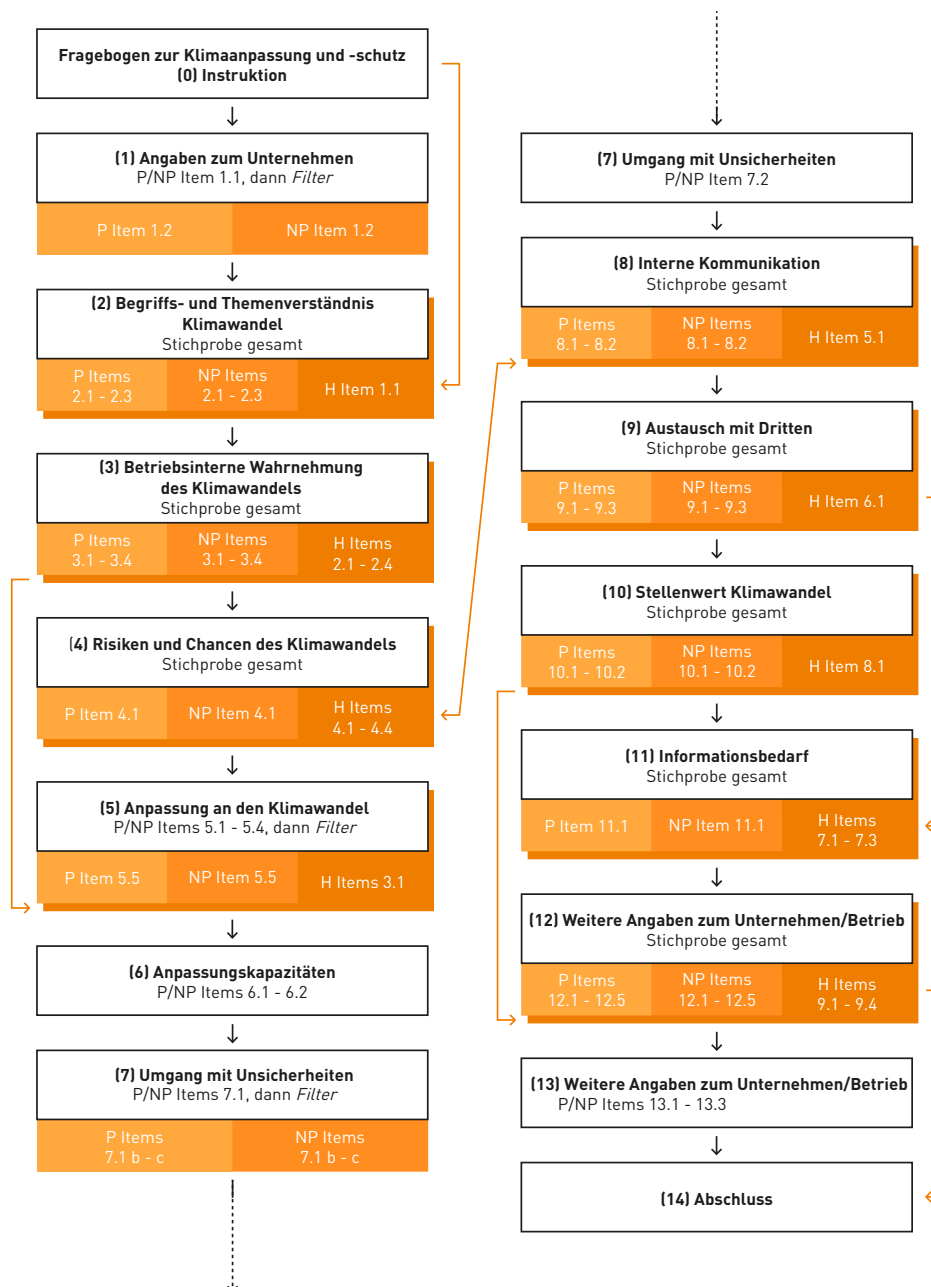 Fragebogen zur Klimaanpassung und -schutz
(0) Instruktion
(1) Angaben zum Unternehmen
P/NP Item 1.1, dann Filter
P Item 1.2
NP Item 1.2
(2) Begriffs- und Themenverständnis
Klimawandel
Stichprobe gesamt
P Items
2.1 - 2.3
NP Items
2.1 - 2.3
H Item 1.1
(3) Betriebsinterne Wahrnehmung
des Klimawandels
Stichprobe gesamt
P Items
3.1 - 3.4
NP Items
3.1 - 3.4
H Items
2.1 - 2.4
(4) Risiken und Chancen des Klimawandels
Stichprobe gesamt
P Item 4.1
NP Item 4.1
H Items
4.1 - 4.4
(5) Anpassung an den Klimawandel
P/NP Items 5.1 - 5.4, dann Filter
P Item 5.5
NP Item 5.5
H Items 3.1
(6) Anpassungskapazitäten
P/NP Items 6.1 - 6.2
(7) Umgang mit Unsicherheiten
P/NP Items 7.1, dann Filter
P Items
7.1 b - c
NP Items
7.1 b - c
(7) Umgang mit Unsicherheiten
P/NP Item 7.2
(8) Interne Kommunikation
Stichprobe gesamt
P Items
8.1 - 8.2
NP Items
8.1 - 8.2
H Item 5.1
(9) Austausch mit Dritten
Stichprobe gesamt
P Items
9.1 - 9.3
NP Items
9.1 - 9.3
H Item 6.1
(10) Stellenwert Klimawandel
Stichprobe gesamt
P Items
10.1 - 10.2
NP Items
10.1 - 10.2
H Item 8.1
(11) Informationsbedarf
Stichprobe gesamt
P Item 11.1
NP Item 11.1
H Items
7.1 - 7.3
(12) Weitere Angaben zum Unternehmen/Betrieb
Stichprobe gesamt
P Items
12.1 - 12.5
NP Items
12.1 - 12.5
H Items
9.1 - 9.4
(13) Weitere Angaben zum Unternehmen/Betrieb
P/NP Items 13.1 - 13.3
(14) Abschluss